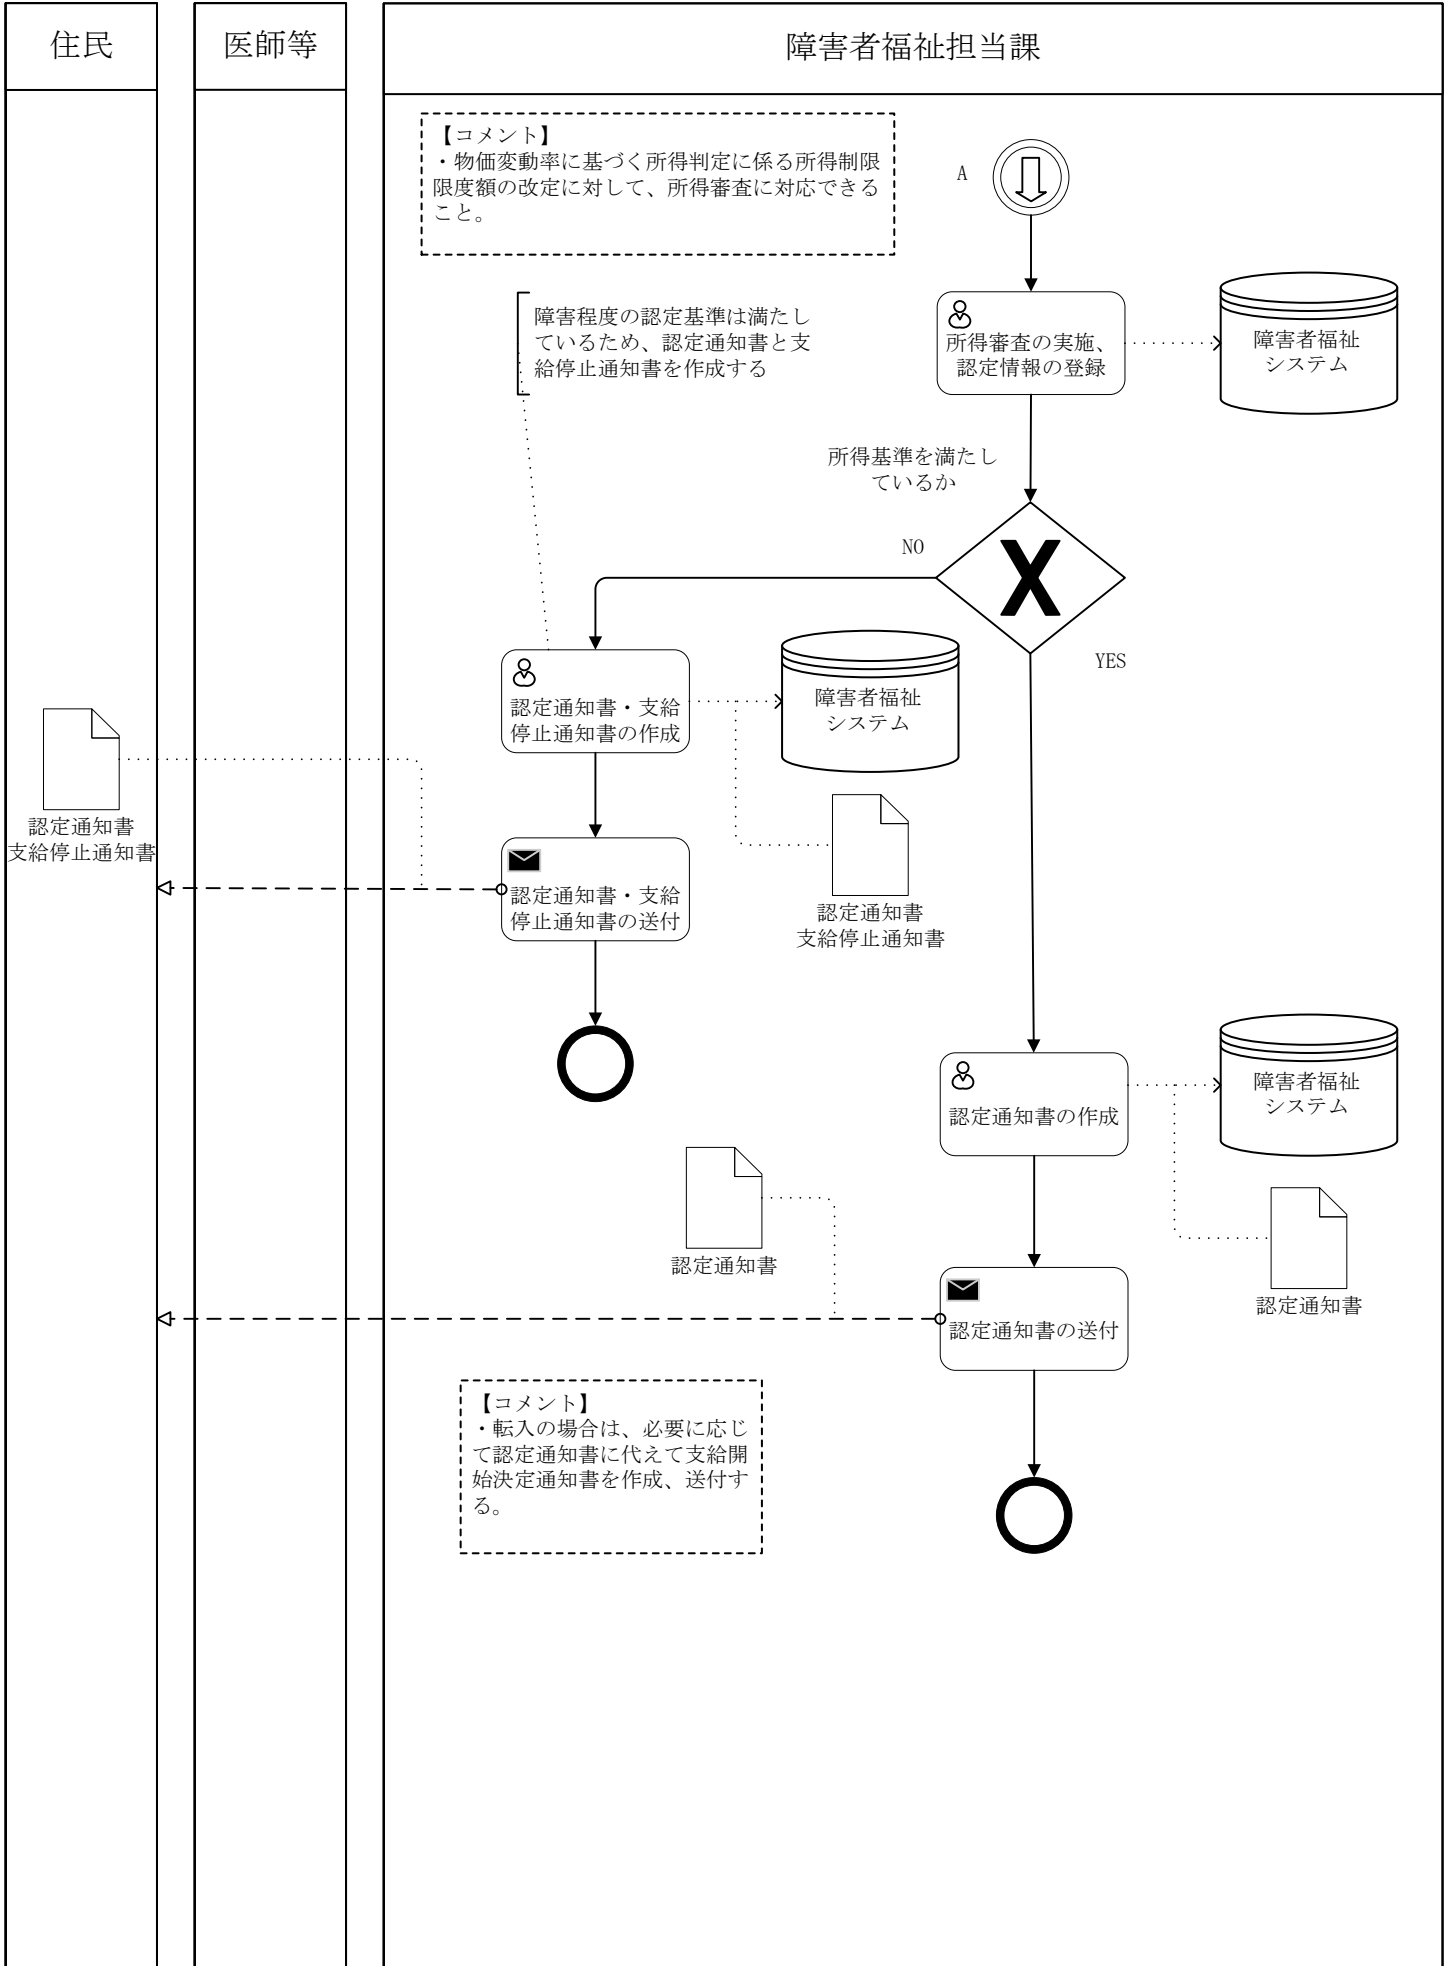 住民
医師等
障害者福祉担当課
【コメント】
・物価変動率に基づく所得判定に係る所得制限
限度額の改定に対して、所得審査に対応できる
こと。
A
障害程度の認定基準は満たし
ているため、認定通知書と支
給停止通知書を作成する
所得審査の実施、
認定情報の登録
障害者福祉
システム
所得基準を満たし
ているか
NO
YES
認定通知書・支給
停止通知書の作成
障害者福祉
システム
認定通知書
支給停止通知書
認定通知書・支給
停止通知書の送付
認定通知書
支給停止通知書
認定通知書の作成
障害者福祉
システム
認定通知書
認定通知書
認定通知書の送付
【コメント】
・転入の場合は、必要に応じ
て認定通知書に代えて支給開
始決定通知書を作成、送付す
る。